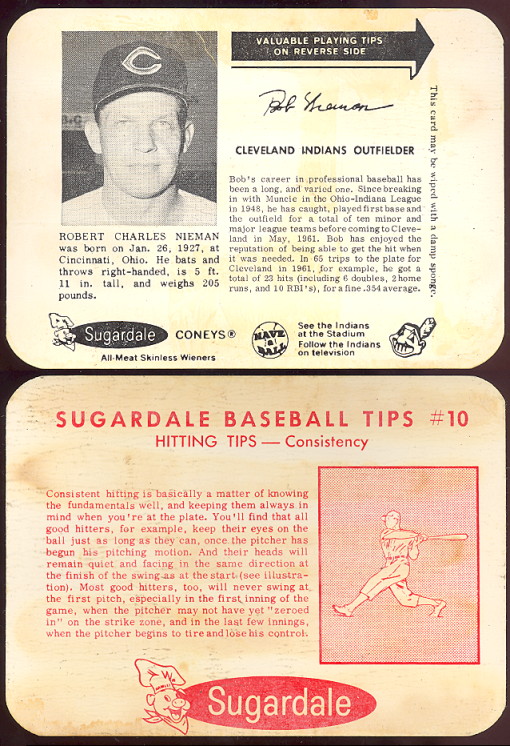 VALUABLE PLAYING TIPS
ON REVERSE SIDE
Bob Nieman
CLEVELAND INDIANS OUTFIELDER
Bob's career in professional baseball has
been a long, and varied one. Since breaking
in with Muncie in the Ohio-Indiana League
in 1948, he has caught, played first base and
the outfield for a total of ten minor and
major league teams before coming to Cleve-
land in May, 1961. Bob has enjoyed the
reputation of being able to get the hit when
it was needed. In 65 trips to the plate for
Cleveland in 1961, for example, he got a
total of 23 hits (including 6 doubles, 2 home
runs, and 10 RBI's), for a fine .354 average.
This card may be wiped with a damp sponge.
ROBERT CHARLES NIEMAN
was born on Jan. 26, 1927, at
Cincinnati, Ohio. He bats and
throws right-handed, is 5 ft.
11 in. tall, and weighs 205
pounds.
Sugardale CONEYS®
All-Meat Skinless Wieners
HAVE
'a'
BALL
See the Indians
at the Stadium
Follow the Indians
on television
SUGARDALE BASEBALL TIPS #10
HITTING TIPS — Consistency
Consistent hitting is basically a matter of knowing
the fundamentals well, and keeping them always in
mind when you're at the plate. You'll find that all
good hitters, for example, keep their eyes on the
ball just as long as they can, once the pitcher has
begun his pitching motion. And their heads will
remain quiet and facing in the same direction at
the finish of the swing as at the start (see illustra-
tion). Most good hitters, too, will never swing at
the first pitch, especially in the first inning of the
game, when the pitcher may not have yet "zeroed
in" on the strike zone, and in the last few innings,
when the pitcher begins to tire and lose his control.
Sugardale